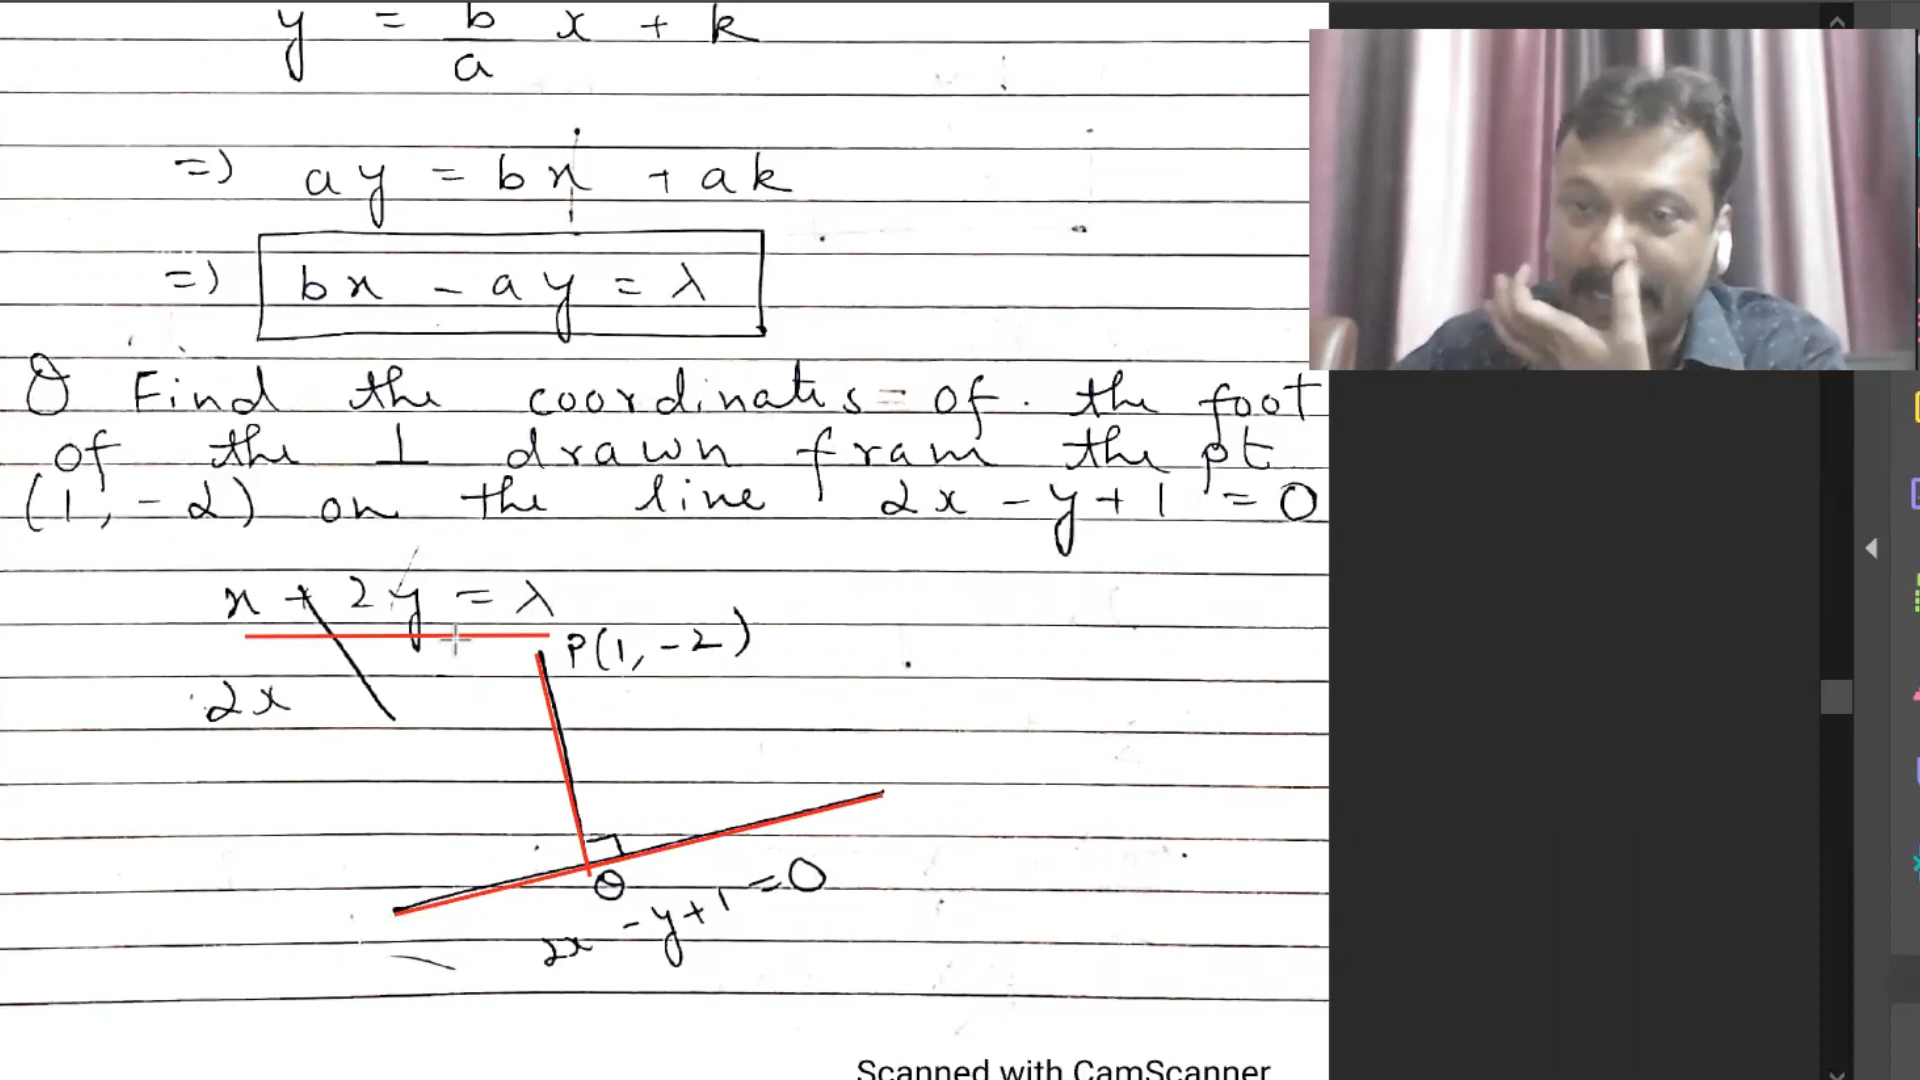 y = b/a x + k
=) ay = bx + ak
=) bx - ay = λ
Q Find the coordinates of the foot
of the ⊥ drawn from the pt
(1, -2) on the line 2x - y + 1 = 0
x + 2y = λ
P(1, -2)
2x
Q
2x - y + 1 = 0
Scanned with CamScanner